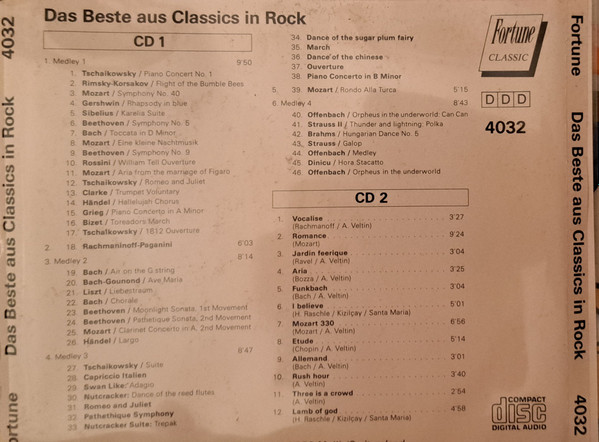 Das Beste aus Classics in Rock 4032
Das Beste aus Classics in Rock
CD 1
1. Medley 1 9'50
1. Tschaikowsky / Piano Concert No. 1
2. Rimsky-Korsakov / Flight of the Bumble Bees
3. Mozart / Symphony No. 40
4. Gershwin / Rhapsody in blue
5. Sibelius / Karelia Suite
6. Beethoven / Symphony No. 5
7. Bach / Toccata in D Minor
8. Mozart / Eine kleine Nachtmusik
9. Beethoven / Symphony No. 9
10. Rossini / William Tell Ouverture
11. Mozart / Aria from the marriage of Figaro
12. Tschaikowsky / Romeo and Juliet
13. Clarke / Trumpet Voluntary
14. Händel / Hallelujah Chorus
15. Grieg / Piano Concerto in A Minor
16. Bizet / Toreadors March
17. Tschaikowsky / 1812 Ouverture
2. 18. Rachmaninoff-Paganini 6'03
3. Medley 2 8'14
19. Bach / Air on the G string
20. Bach-Gounond / Ave Maria
21. Liszt / Liebestraum
22. Bach / Chorale
23. Beethoven / Moonlight Sonata, 1st Movement
24. Beethoven / Pathetique Sonata, 2nd Movement
25. Mozart / Clarinet Concerto in A, 2nd Movement
26. Händel / Largo
4. Medley 3 8'47
27. Tschaikowsky / Suite
28. Capriccio Italien
29. Swan Like: Adagio
30. Nutcracker: Dance of the reed flutes
31. Romeo and Juliet
32. Pathethique Symphony
33. Nutcracker Suite: Trepak
34. Dance of the sugar plum fairy
35. March
36. Dance of the chinese
37. Ouverture
38. Piano Concerto in B Minor
5. 39. Mozart / Rondo Alla Turca 5'15
6. Medley 4 8'43
40. Offenbach / Orpheus in the underworld: Can Can
41. Strauss II / Thunder and lightning: Polka
42. Brahms / Hungarian Dance No. 5
43. Strauss / Galop
44. Offenbach / Medley
45. Dinicu / Hora Stacatto
46. Offenbach / Orpheus in the underworld
CD 2
1. Vocalise 3'27
(Rachmanoff / A. Veltin)
2. Romance 9'24
(Mozart)
3. Jardin feerique 3'04
(Ravel / A. Veltin)
4. Aria 3'25
(Bozza / A. Veltin)
5. Funkbach 3'04
(Bach / A. Veltin)
6 I believe 5'01
(H. Raschle / Kizilçay / Santa Maria)
7. Mozart 330 6'56
(Mozart / A. Veltin)
8. Etude 5'14
(Chopin / A. Veltin)
9. Allemand 3'01
(Bach / A. Veltin)
10. Rush hour 3'40
(A. Veltin)
11. Three is a crowd 2'54
(A. Veltin)
12. Lamb of god 4'58
(H. Raschle / Kizilçay / Santa Maria)
Fortune
CLASSIC
DDD
4032
COMPACT
disc
DIGITAL AUDIO
Fortune Das Beste aus Classics in Rock 4032